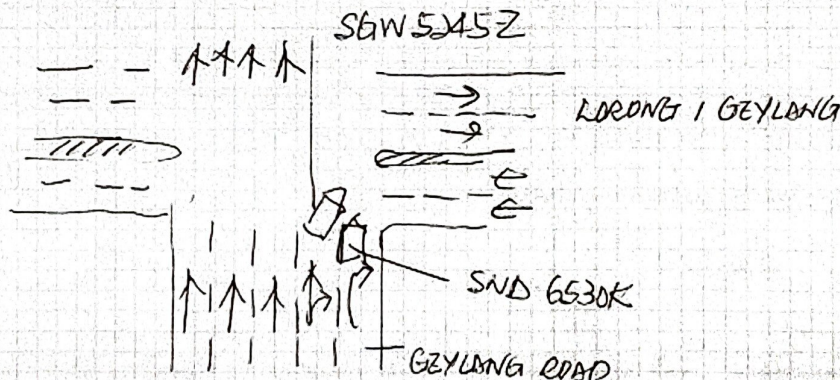 SGW5245Z
LORONG 1 GEYLANG
SND 6530K
GEYLANG ROAD